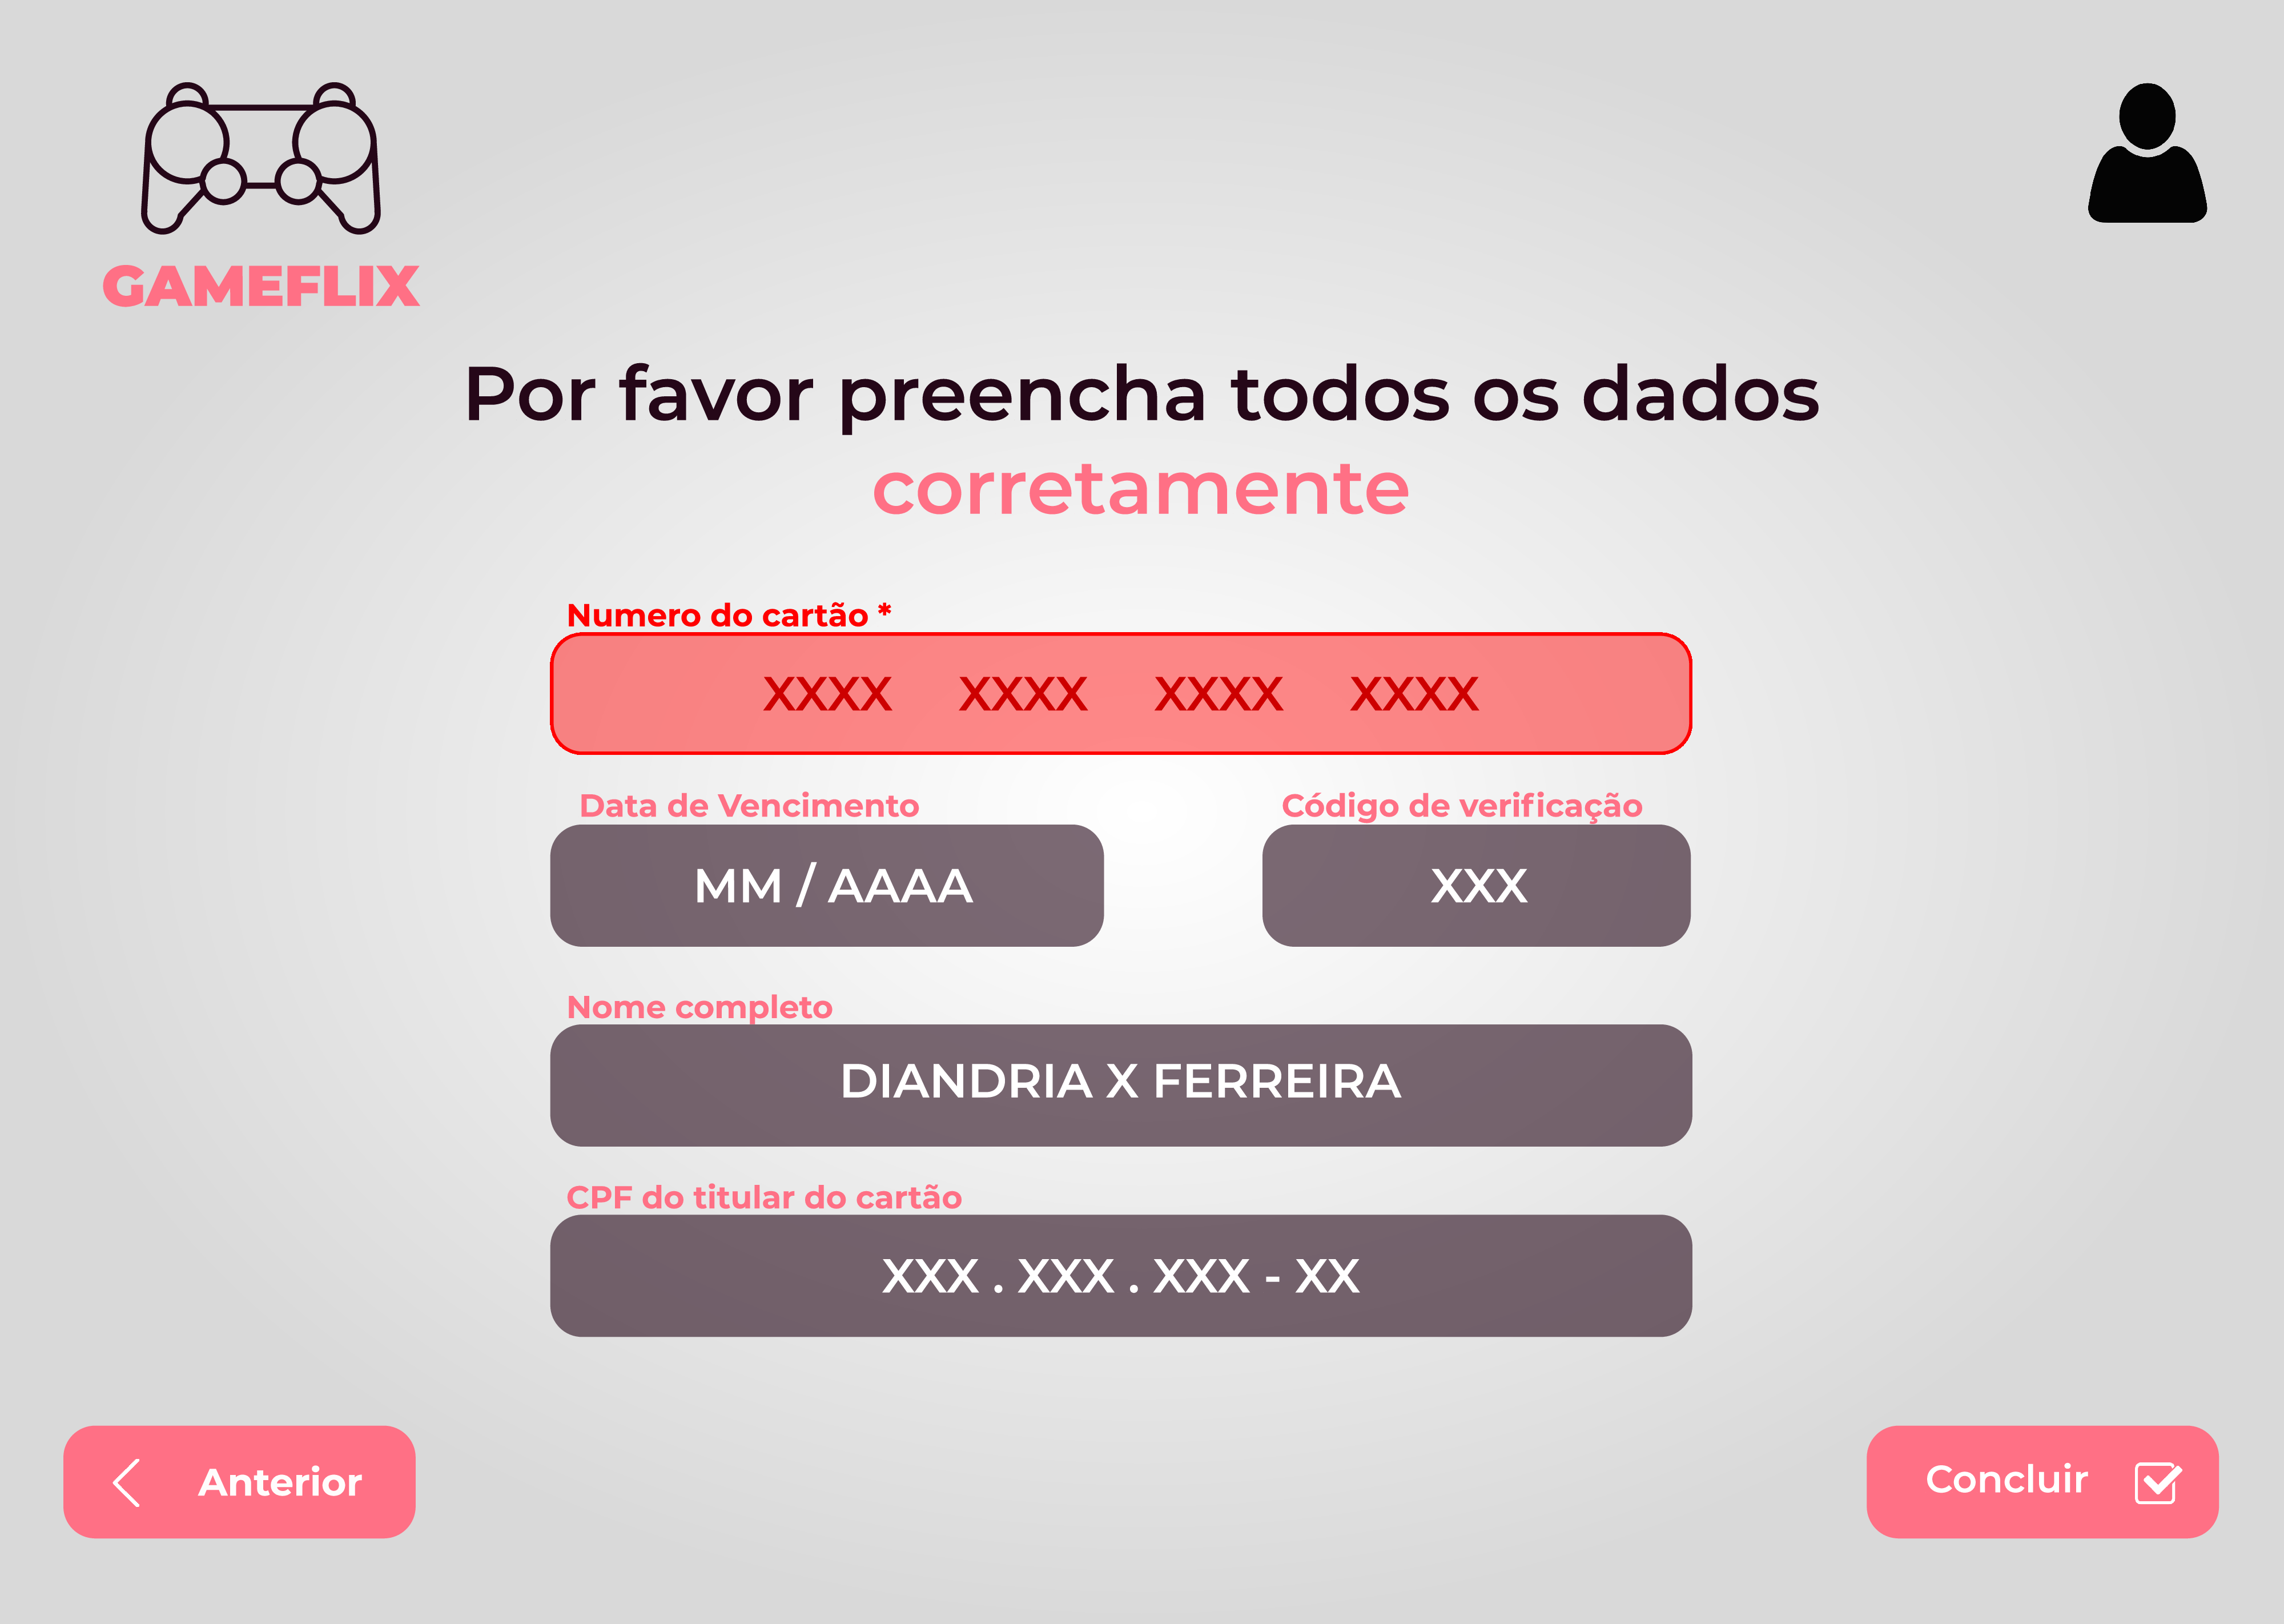 GAMEFLIX
Por favor preencha todos os dados
corretamente
Numero do cartão *
XXXX XXXX XXXX XXXX
Data de Vencimento
MM / AAAA
Código de verificação
XXX
Nome completo
DIANDRIA X FERREIRA
CPF do titular do cartão
XXX . XXX . XXX - XX
Anterior
Concluir